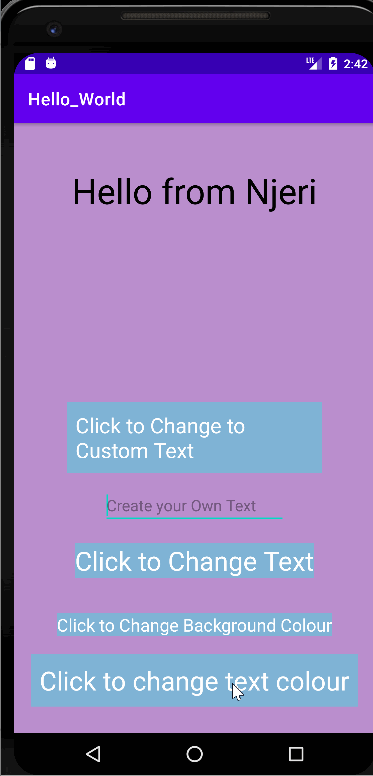 LTE
2:42
Hello_World
Hello from Njeri
Click to Change to
Custom Text
Create your Own Text
Click to Change Text
Click to Change Background Colour
Click to change text colour